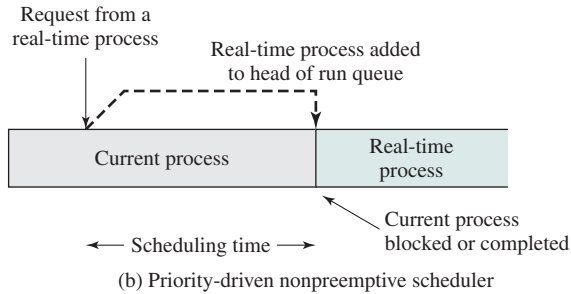 Request from a
real-time process
Real-time process added
to head of run queue
Current process
Real-time
process
Current process
blocked or completed
Scheduling time
(b) Priority-driven nonpreemptive scheduler